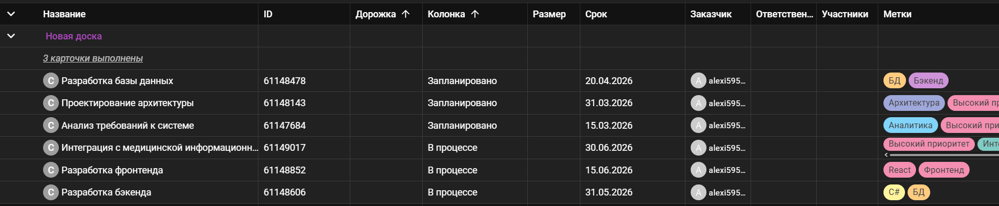 Название ID Дорожка Колонка Размер Срок Заказчик Ответствен... Участники Метки
Новая доска
3 карточки выполнены
С Разработка базы данных 61148478 Запланировано 20.04.2026 A alexi595... БД Бэкенд
С Проектирование архитектуры 61148143 Запланировано 31.03.2026 A alexi595... Архитектура Высокий пр
С Анализ требований к системе 61147684 Запланировано 15.03.2026 A alexi595... Аналитика Высокий при
С Интеграция с медицинской информационн... 61149017 В процессе 30.06.2026 A alexi595... Высокий приоритет Инте
С Разработка фронтенда 61148852 В процессе 15.06.2026 A alexi595... React Фронтенд
С Разработка бэкенда 61148606 В процессе 31.05.2026 A alexi595... C# БД